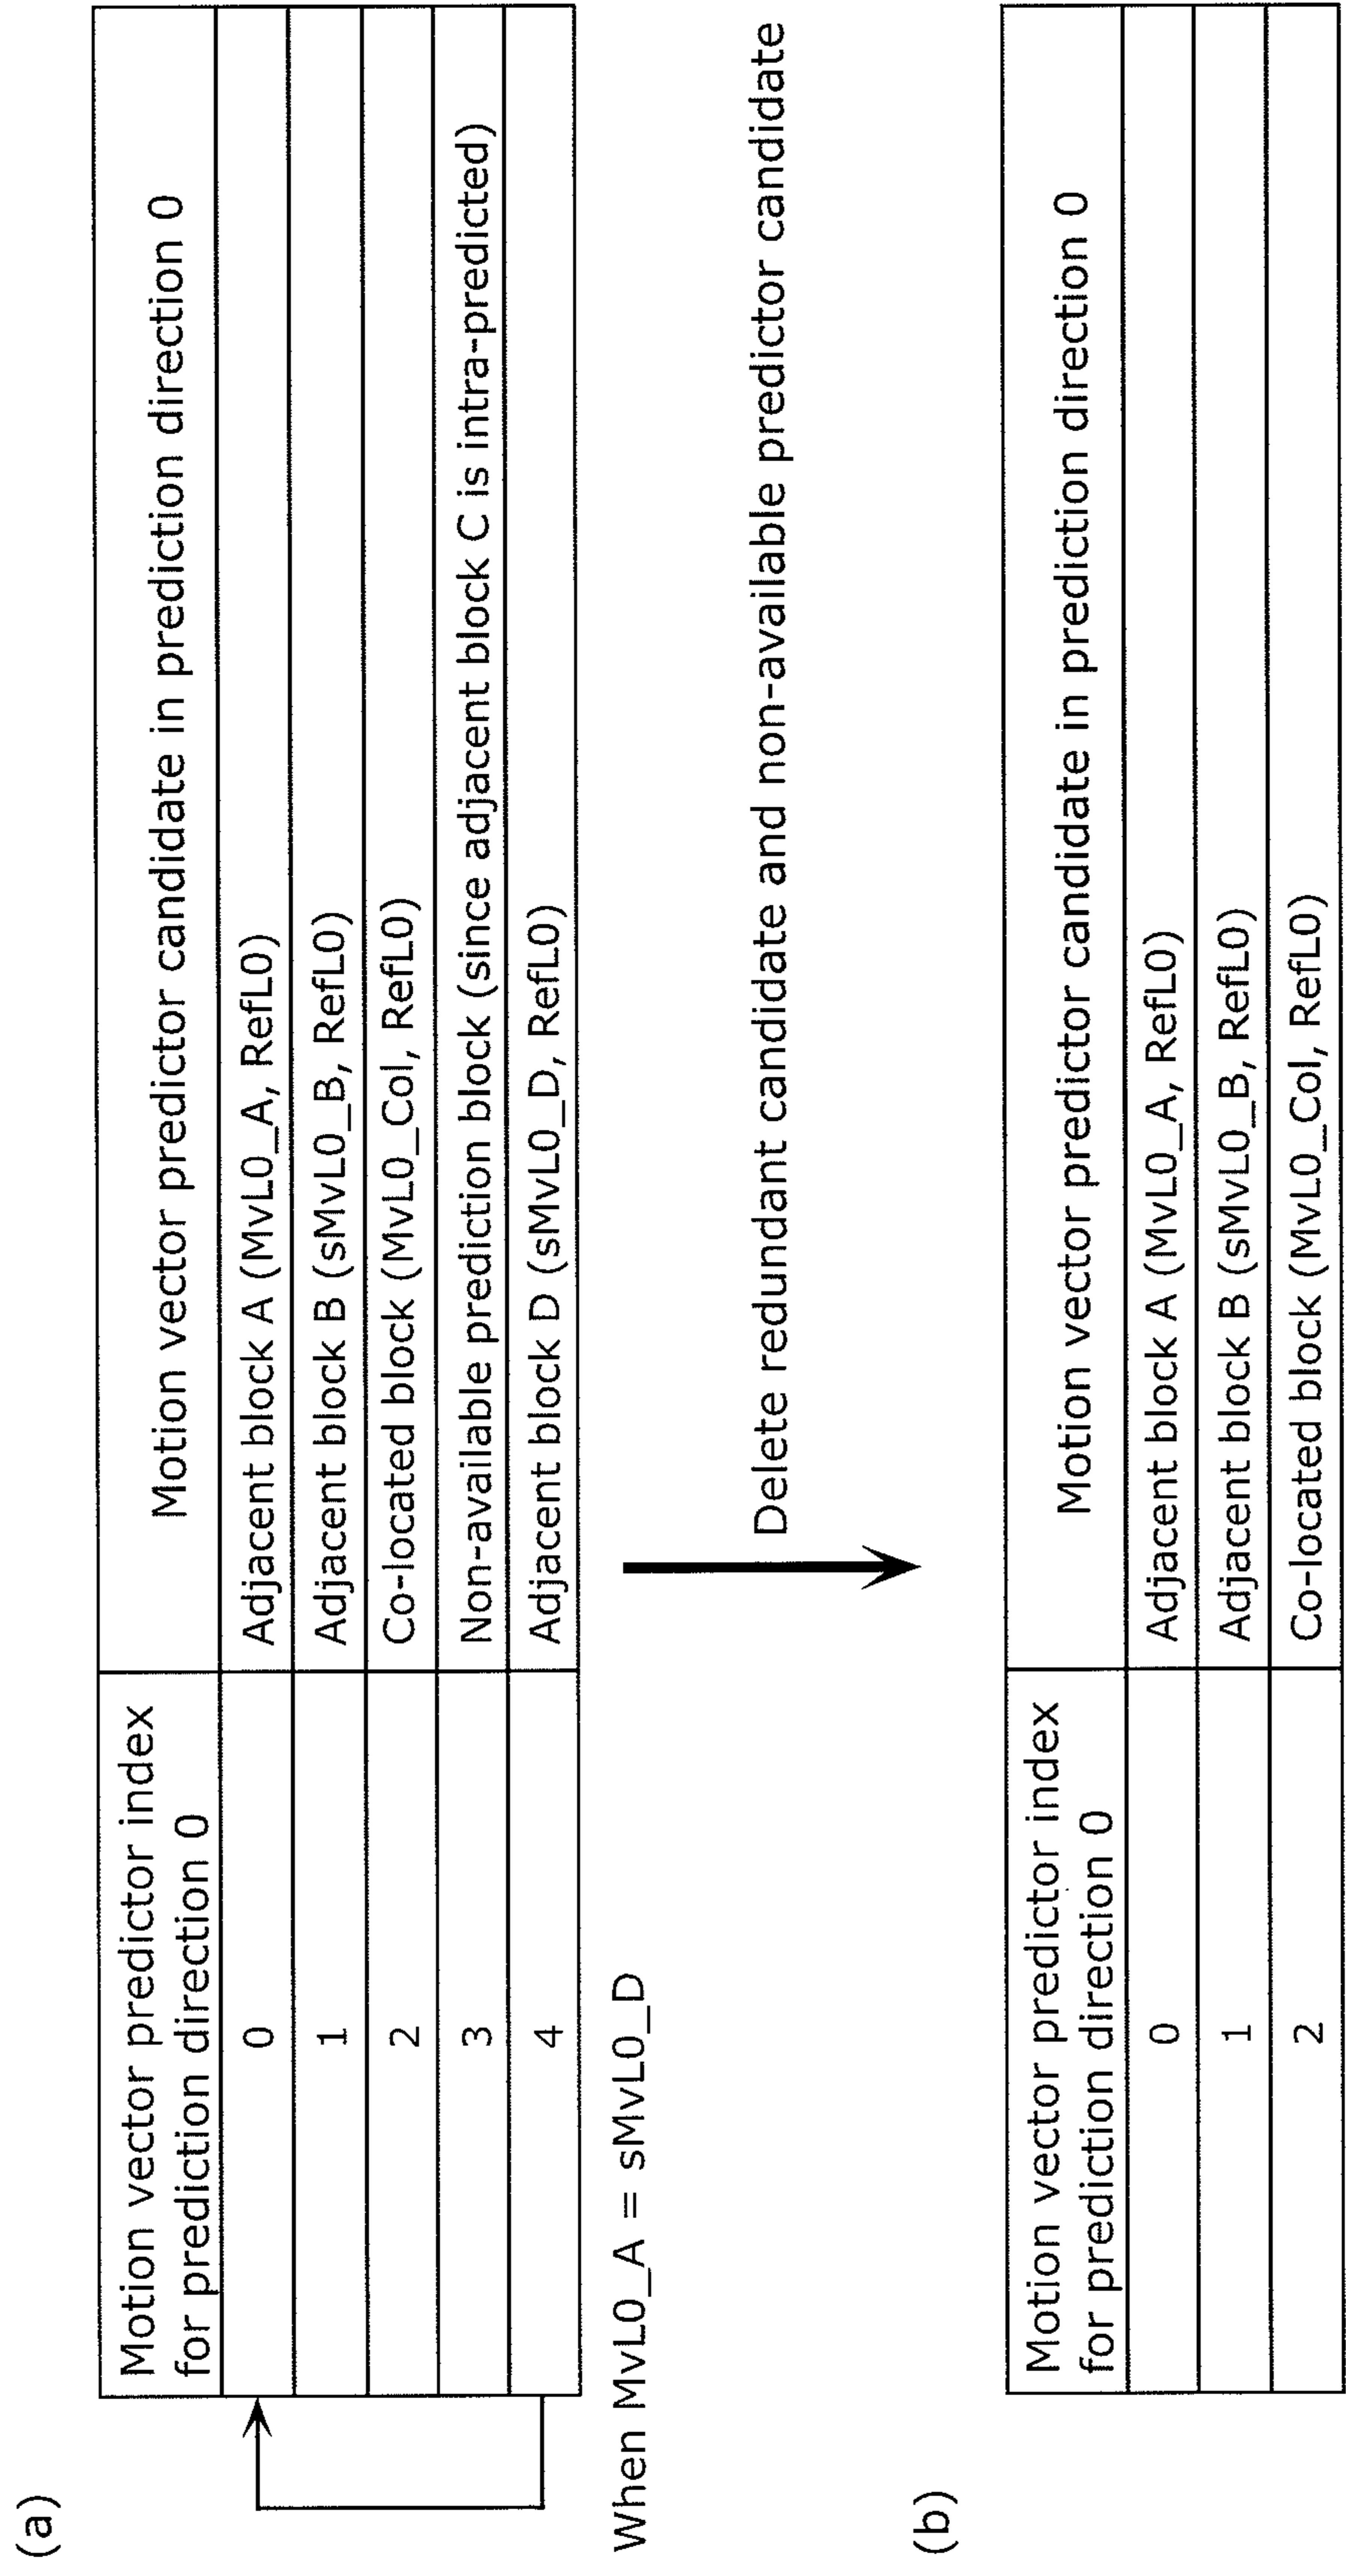 (a)
Motion vector predictor index
for prediction direction 0
Motion vector predictor candidate in prediction direction 0
0
Adjacent block A (MvL0_A, RefL0)
1
Adjacent block B (sMvL0_B, RefL0)
2
Co-located block (MvL0_Col, RefL0)
3
Non-available prediction block (since adjacent block C is intra-predicted)
4
Adjacent block D (sMvL0_D, RefL0)
When MvL0_A = sMvL0_D
Delete redundant candidate and non-available predictor candidate
(b)
Motion vector predictor index
for prediction direction 0
Motion vector predictor candidate in prediction direction 0
0
Adjacent block A (MvL0_A, RefL0)
1
Adjacent block B (sMvL0_B, RefL0)
2
Co-located block (MvL0_Col, RefL0)